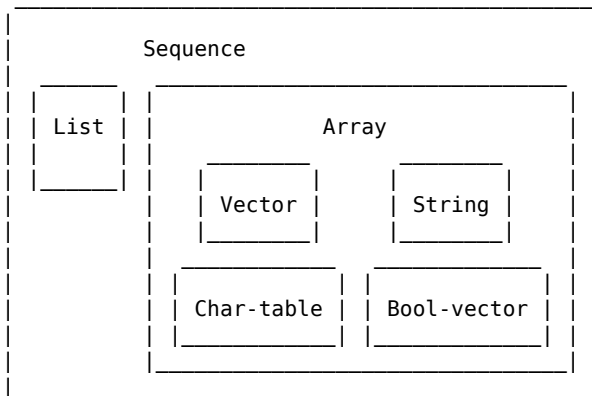 Sequence
List Array
Vector String
Char-table Bool-vector